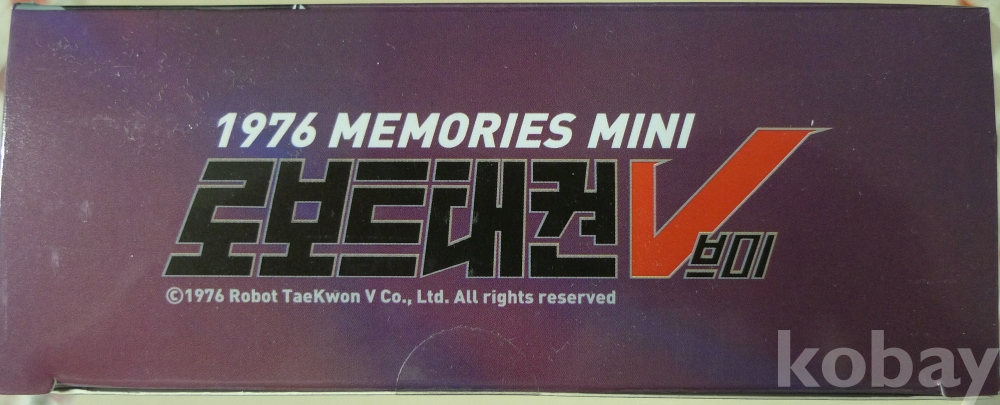 1976 MEMORIES MINI
로보트태권V 브이
©1976 Robot TaeKwon V Co., Ltd. All rights reserved
kobay